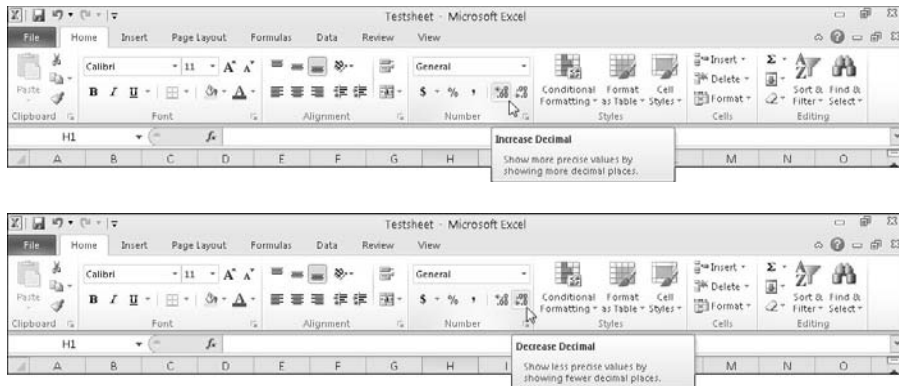 Testsheet - Microsoft Excel
File Home Insert Page Layout Formulas Data Review View
Calibri 11 A A General Insert
Paste B I U A $ % , Conditional Formatting Format as Table Cell Styles Delete Format Sort & Filter Find & Select
Clipboard Font Alignment Number Styles Cells Editing
H1 fx
Increase Decimal
Show more precise values by
showing more decimal places.
A B C D E F G H M N O
Testsheet - Microsoft Excel
File Home Insert Page Layout Formulas Data Review View
Calibri 11 A A General Insert
Paste B I U A $ % , Conditional Formatting Format as Table Cell Styles Delete Format Sort & Filter Find & Select
Clipboard Font Alignment Number Styles Cells Editing
H1 fx
Decrease Decimal
Show less precise values by
showing fewer decimal places.
A B C D E F G H I M N O